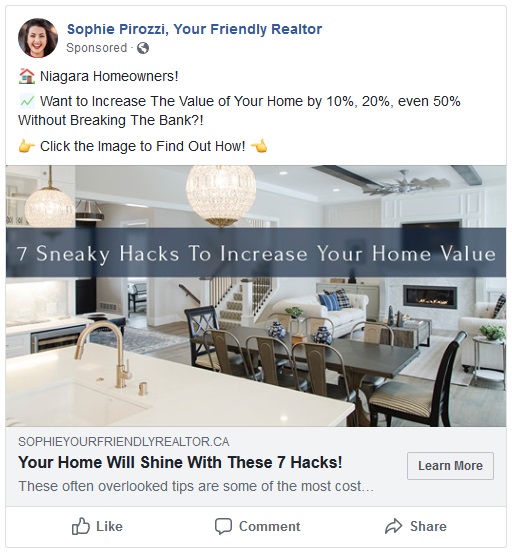 Sophie Pirozzi, Your Friendly Realtor
Sponsored ·
Niagara Homeowners!
Want to Increase The Value of Your Home by 10%, 20%, even 50%
Without Breaking The Bank?!
Click the Image to Find Out How!
7 Sneaky Hacks To Increase Your Home Value
SOPHIEYOURFRIENDLYREALTOR.CA
Your Home Will Shine With These 7 Hacks!
Learn More
These often overlooked tips are some of the most cost…
Like Comment Share